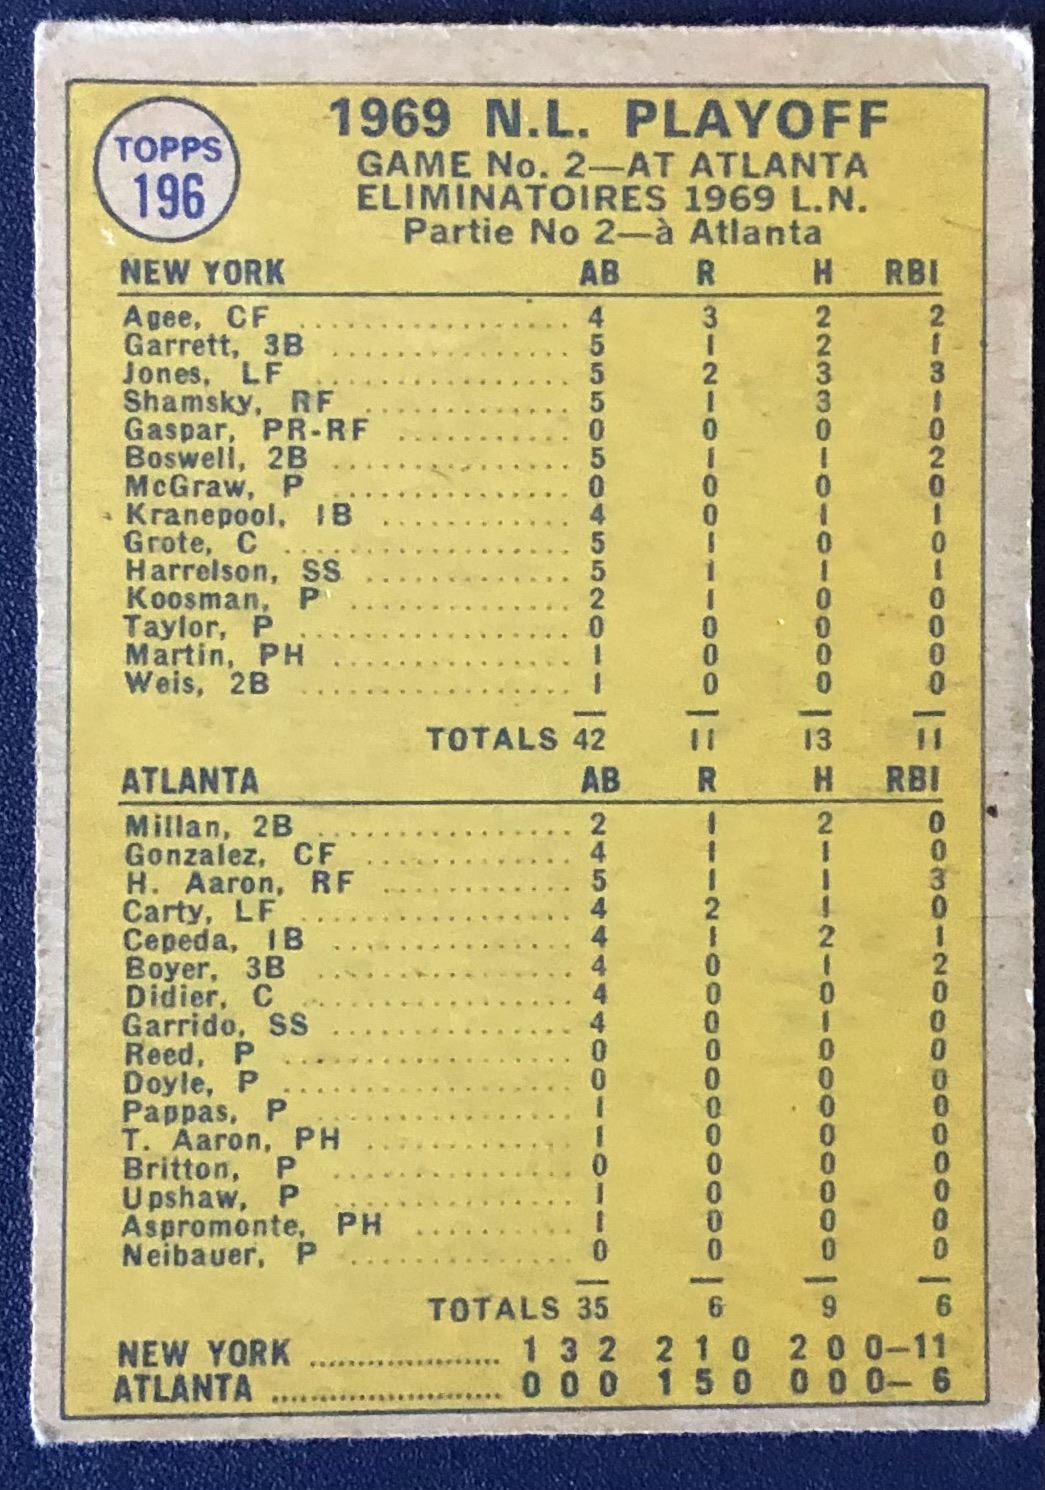 TOPPS
196
1969 N.L. PLAYOFF
GAME No. 2—AT ATLANTA
ELIMINATOIRES 1969 L.N.
Partie No 2—à Atlanta
NEW YORK AB R H RBI
Agee, CF .................... 4 3 2 2
Garrett, 3B .................. 5 1 2 1
Jones, LF ................... 5 2 3 3
Shamsky, RF ................ 5 1 3 1
Gaspar, PR-RF ............. 0 0 0 0
Boswell, 2B .................. 5 1 1 2
McGraw, P .................. 0 0 0 0
Kranepool, 1B .............. 4 0 1 1
Grote, C ..................... 5 1 0 0
Harrelson, SS ............... 5 1 1 1
Koosman, P ................. 2 1 0 0
Taylor, P .................... 0 0 0 0
Martin, PH .................. 1 0 0 0
Weis, 2B .................... 1 0 0 0
TOTALS 42 11 13 11
ATLANTA AB R H RBI
Millan, 2B ................... 2 1 2 0
Gonzalez, CF ............... 4 1 1 0
H. Aaron, RF ............... 5 1 1 3
Carty, LF .................... 4 2 1 0
Cepeda, 1B .................. 4 1 2 1
Boyer, 3B ................... 4 0 1 2
Didier, C .................... 4 0 0 0
Garrido, SS .................. 4 0 1 0
Reed, P ..................... 0 0 0 0
Doyle, P ..................... 0 0 0 0
Pappas, P ................... 1 0 0 0
T. Aaron, PH ................ 1 0 0 0
Britton, P .................. 0 0 0 0
Upshaw, P .................. 1 0 0 0
Aspromonte, PH ............ 1 0 0 0
Neibauer, P ................. 0 0 0 0
TOTALS 35 6 9 6
NEW YORK .................... 1 3 2 2 1 0 2 0 0—11
ATLANTA ........................ 0 0 0 1 5 0 0 0 0— 6